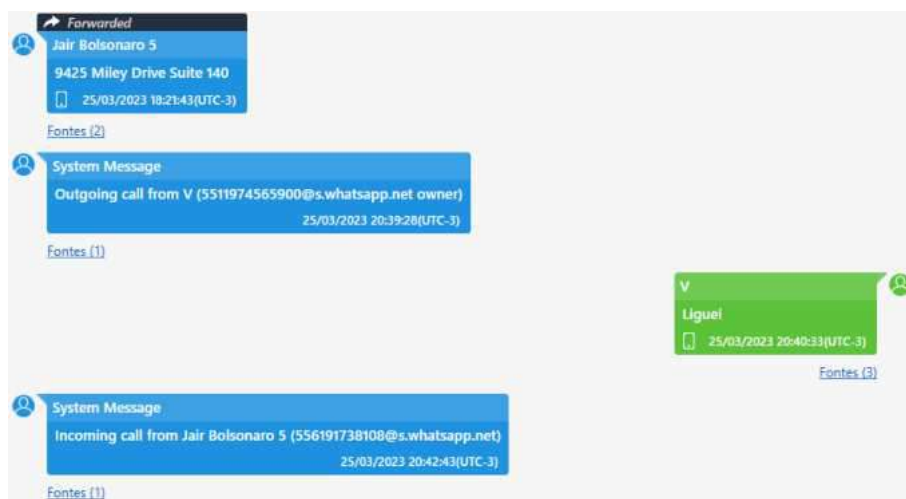 Forwarded
Jair Bolsonaro 5
9425 Miley Drive Suite 140
25/03/2023 18:21:43(UTC-3)
Fontes (2)
System Message
Outgoing call from V (5511974565900@s.whatsapp.net owner)
25/03/2023 20:39:28(UTC-3)
Fontes (1)
V
Liguei
25/03/2023 20:40:33(UTC-3)
Fontes (3)
System Message
Incoming call from Jair Bolsonaro 5 (556191738108@s.whatsapp.net)
25/03/2023 20:42:43(UTC-3)
Fontes (1)